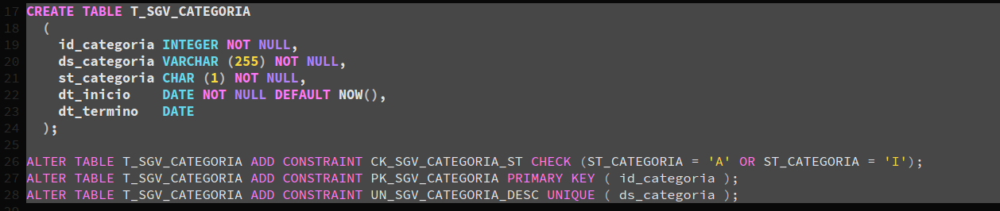 17 CREATE TABLE T_SGV_CATEGORIA
18 (
19 id_categoria INTEGER NOT NULL,
20 ds_categoria VARCHAR (255) NOT NULL,
21 st_categoria CHAR (1) NOT NULL,
22 dt_inicio DATE NOT NULL DEFAULT NOW(),
23 dt_termino DATE
24 );
25
26 ALTER TABLE T_SGV_CATEGORIA ADD CONSTRAINT CK_SGV_CATEGORIA_ST CHECK (ST_CATEGORIA = 'A' OR ST_CATEGORIA = 'I');
27 ALTER TABLE T_SGV_CATEGORIA ADD CONSTRAINT PK_SGV_CATEGORIA PRIMARY KEY ( id_categoria );
28 ALTER TABLE T_SGV_CATEGORIA ADD CONSTRAINT UN_SGV_CATEGORIA_DESC UNIQUE ( ds_categoria );